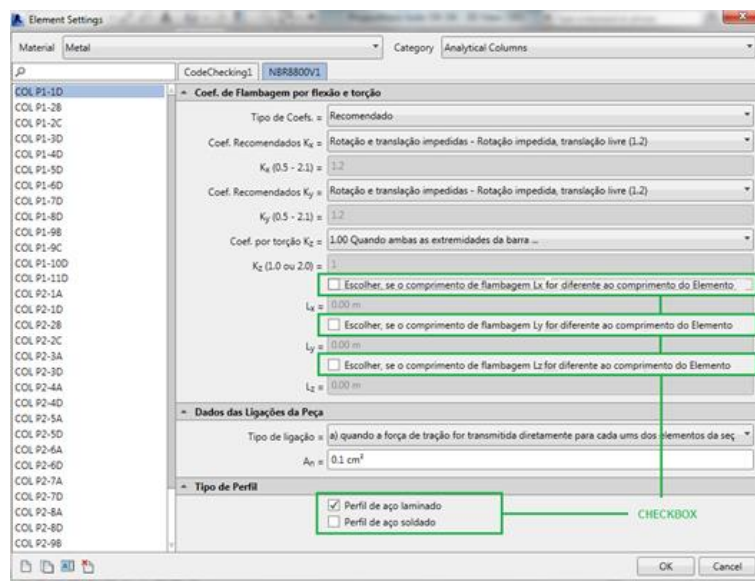 Element Settings
Material Metal Category Analytical Columns
CodeChecking1 NBR8800V1
COL P1-1D
COL P1-2B
COL P1-2C
COL P1-3D
COL P1-4D
COL P1-5D
COL P1-6D
COL P1-7D
COL P1-8D
COL P1-9B
COL P1-9C
COL P1-10D
COL P1-11D
COL P2-1A
COL P2-1D
COL P2-2B
COL P2-2C
COL P2-3A
COL P2-3D
COL P2-4A
COL P2-4D
COL P2-5A
COL P2-5D
COL P2-6A
COL P2-6D
COL P2-7A
COL P2-7D
COL P2-8A
COL P2-8D
COL P2-9B
Coef. de Flambagem por flexão e torção
Tipo de Coefs. = Recomendado
Coef. Recomendados Kx = Rotação e translação impedidas - Rotação impedida, translação livre (1.2)
Kx (0.5 - 2.1) = 1.2
Coef. Recomendados Ky = Rotação e translação impedidas - Rotação impedida, translação livre (1.2)
Ky (0.5 - 2.1) = 1.2
Coef. por torção Kz = 1.00 Quando ambas as extremidades da barra ...
Kz (1.0 ou 2.0) = 1
Escolher, se o comprimento de flambagem Lx for diferente ao comprimento do Elemento
Lx = 0.00 m
Escolher, se o comprimento de flambagem Ly for diferente ao comprimento do Elemento
Ly = 0.00 m
Escolher, se o comprimento de flambagem Lz for diferente ao comprimento do Elemento
Lz = 0.00 m
Dados das Ligações da Peça
Tipo de ligação = a) quando a força de tração for transmitida diretamente para cada ums dos elementos da seç
An = 0.1 cm²
Tipo de Perfil
Perfil de aço laminado
Perfil de aço soldado
CHECKBOX
OK Cancel